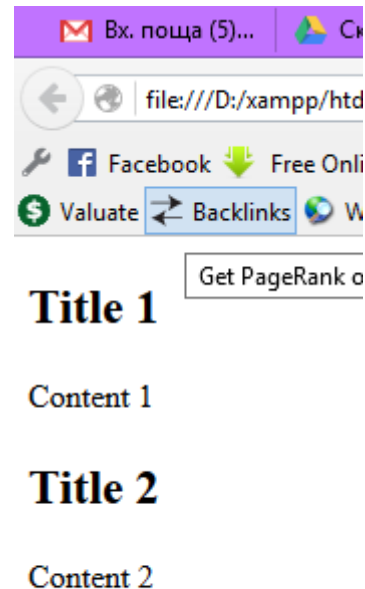 Вх. поща (5)... Ск
file:///D:/xampp/htd
Facebook Free Onli
Valuate Backlinks W
Get PageRank o
Title 1
Content 1
Title 2
Content 2